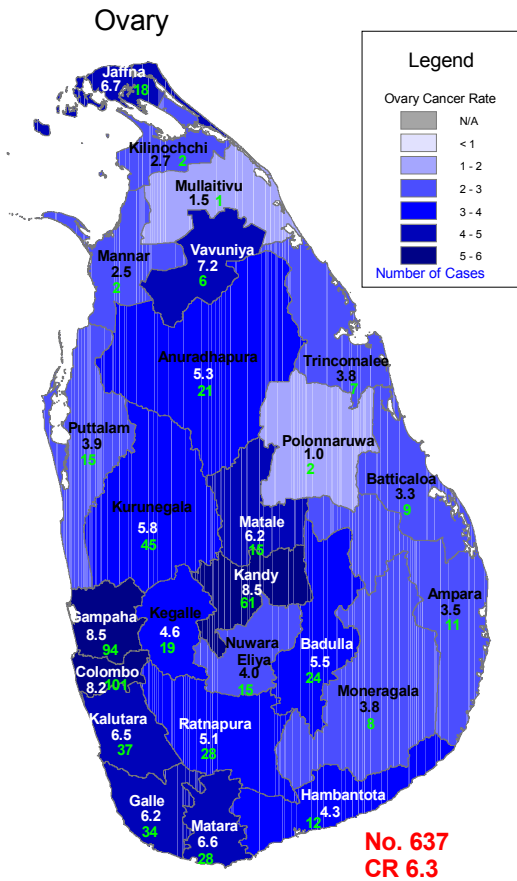 Ovary
Legend
Ovary Cancer Rate
N/A
< 1
1 - 2
2 - 3
3 - 4
4 - 5
5 - 6
Number of Cases
Jaffna
6.7 18
Kilinochchi
2.7 2
Mullaitivu
1.5 1
Vavuniya
7.2
6
Mannar
2.5
2
Anuradhapura
5.3
21
Trincomalee
3.8
7
Puttalam
3.9
15
Polonnaruwa
1.0
2
Batticaloa
3.3
9
Kurunegala
5.8
45
Matale
6.2
15
Kandy
8.5
61
Ampara
3.5
11
Gampaha
8.5
94
Kegalle
4.6
19
Nuwara
Eliya
4.0
15
Badulla
5.5
24
Colombo
8.2 101
Moneragala
3.8
8
Kalutara
6.5
37
Ratnapura
5.1
28
Galle
6.2
34
Matara
6.6
28
Hambantota
4.3
12
No. 637
CR 6.3